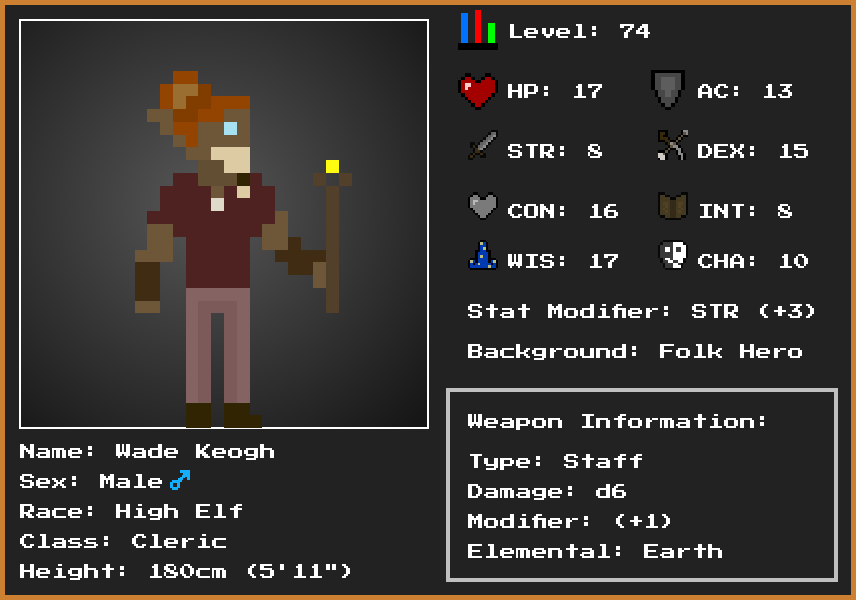 Level: 74
HP: 17
AC: 13
STR: 8
DEX: 15
CON: 16
INT: 8
WIS: 17
CHA: 10
Stat Modifier: STR (+3)
Background: Folk Hero
Weapon Information:
Type: Staff
Damage: d6
Modifier: (+1)
Elemental: Earth
Name: Wade Keogh
Sex: Male ♂
Race: High Elf
Class: Cleric
Height: 180cm (5'11")